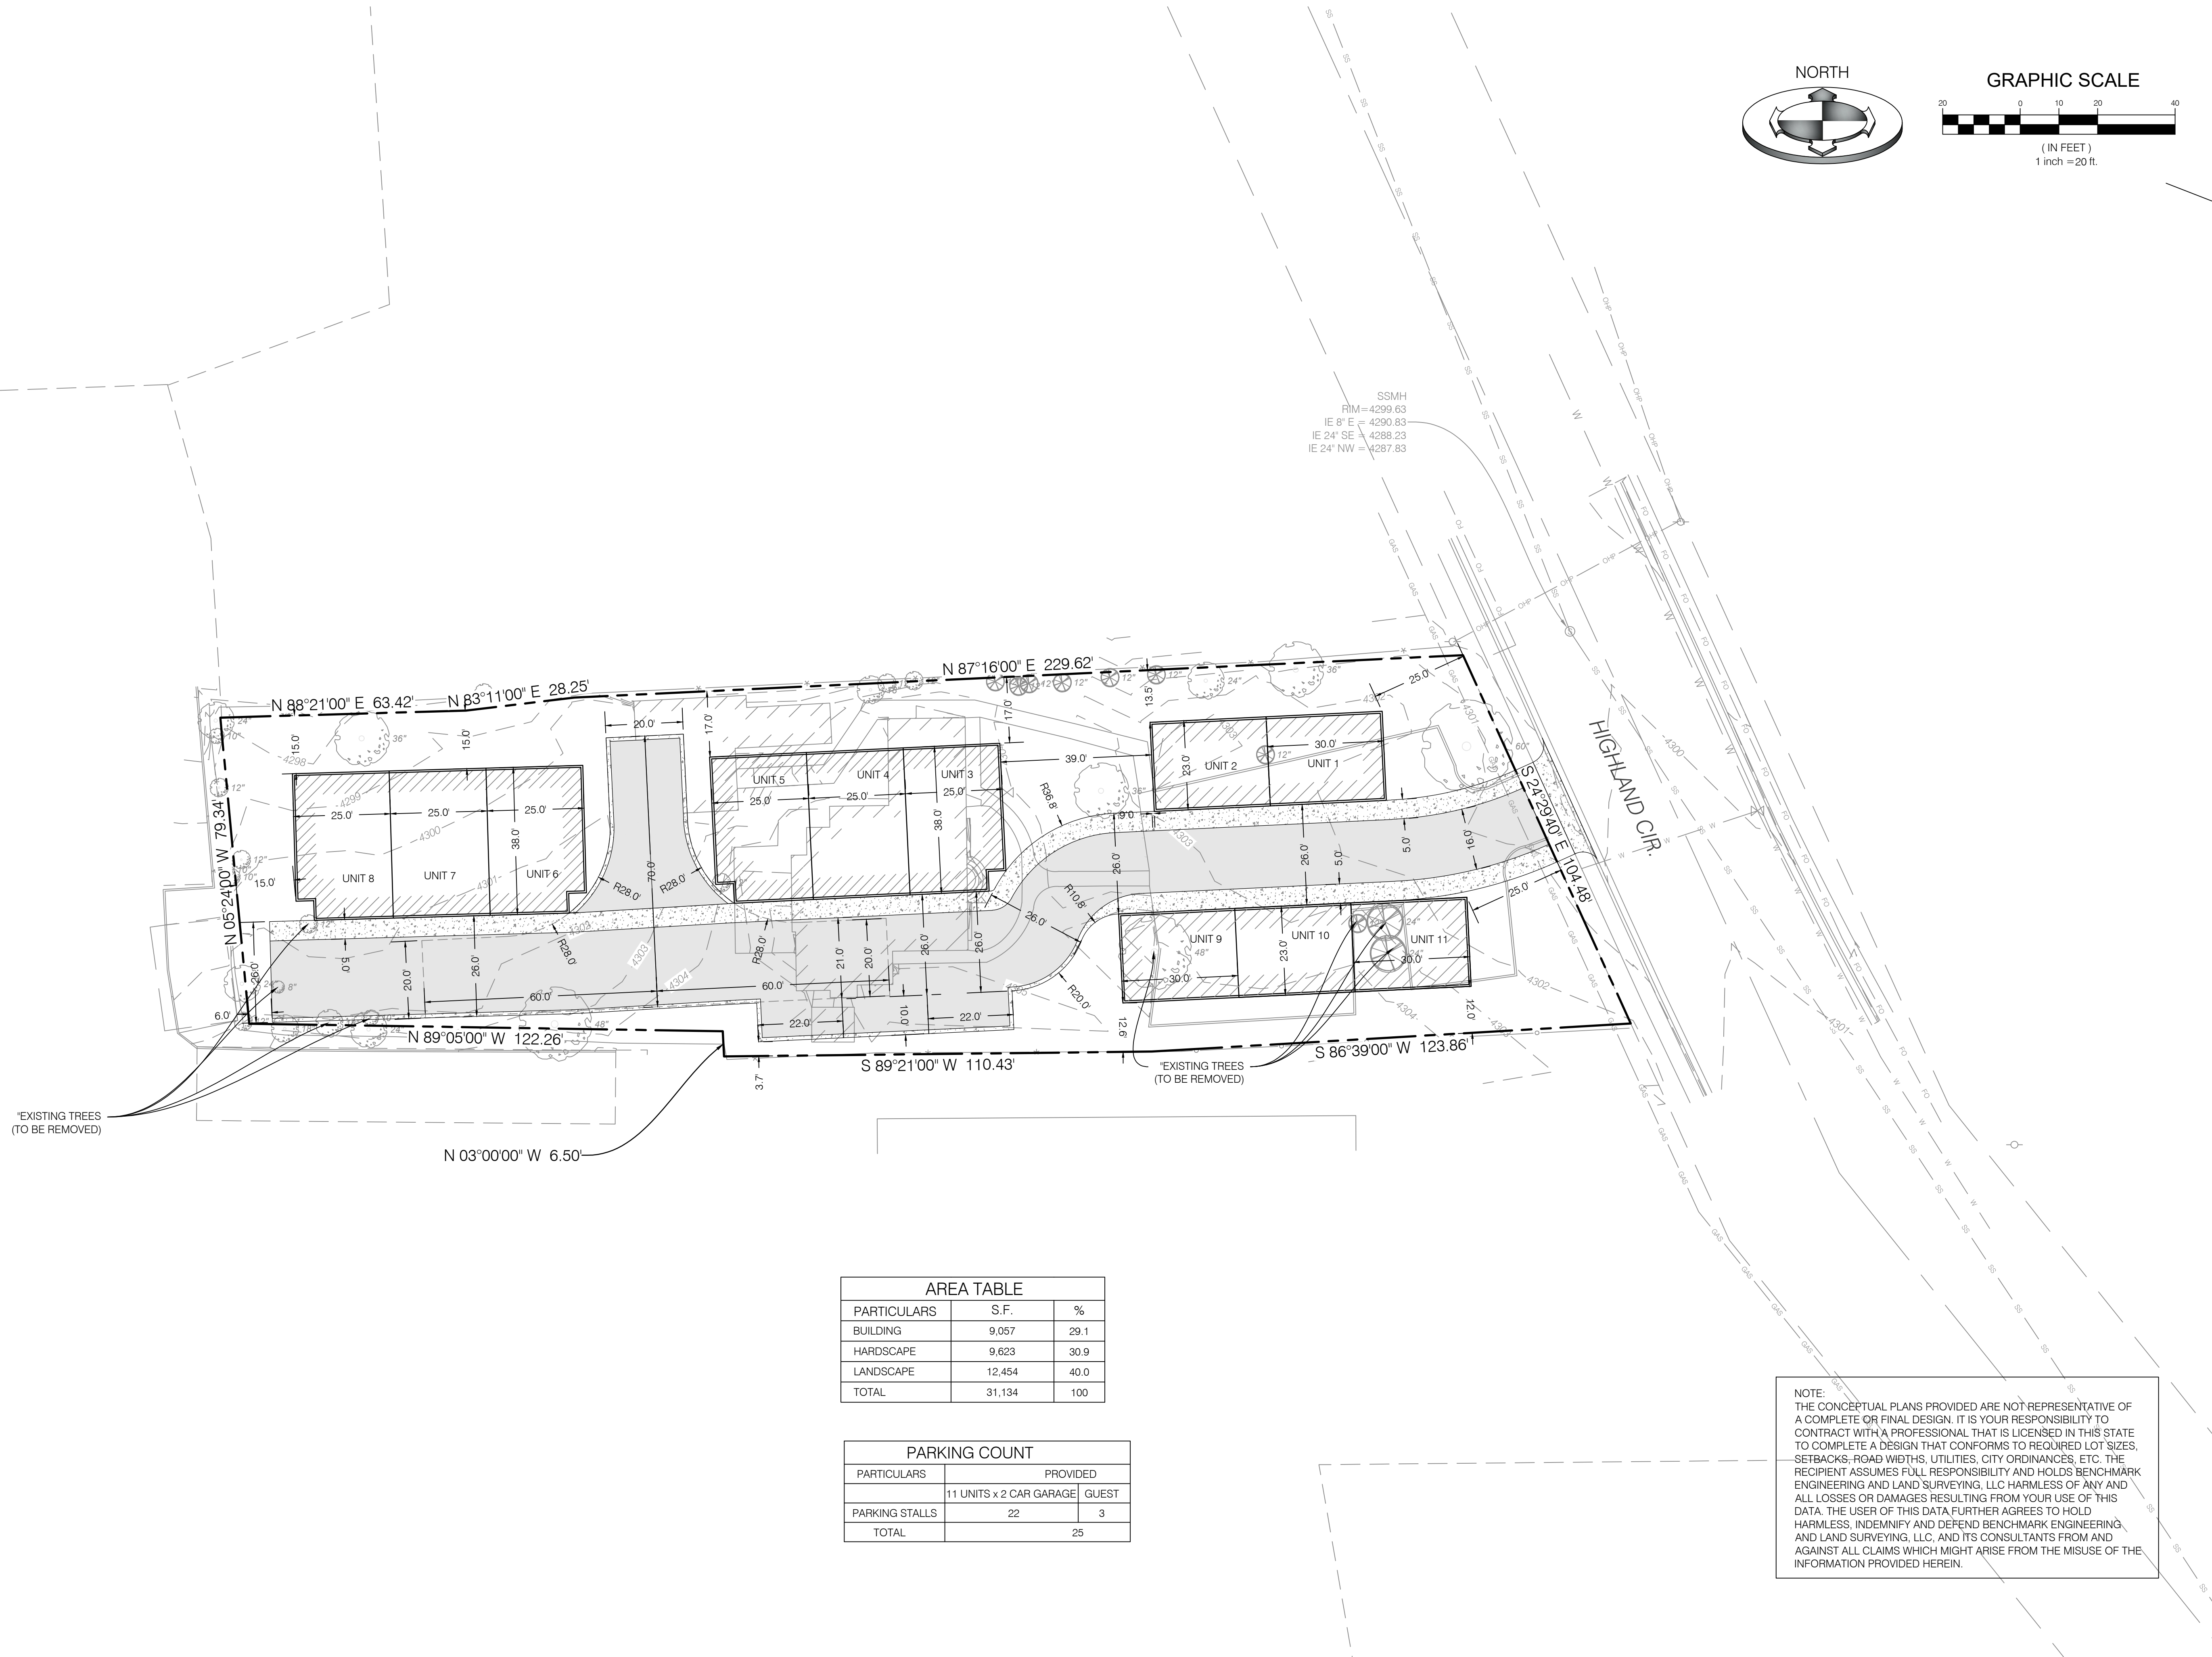 NORTH
GRAPHIC SCALE
20 0 10 20 40
( IN FEET )
1 inch =20 ft.
SSMH
RIM=4299.63
IE 8" E = 4290.83
IE 24" SE = 4288.23
IE 24" NW = 4287.83
HIGHLAND CIR.
N 88°21'00" E 63.42'
N 83°11'00" E 28.25'
N 87°16'00" E 229.62'
S 24°29'40" E 104.48'
N 05°24'00" W 79.34'
N 89°05'00" W 122.26'
N 03°00'00" W 6.50'
S 89°21'00" W 110.43'
S 86°39'00" W 123.86'
UNIT 8
UNIT 7
UNIT 6
UNIT 5
UNIT 4
UNIT 3
UNIT 2
UNIT 1
UNIT 9
UNIT 10
UNIT 11
15.0'
15.0'
20.0'
17.0'
17.0'
13.5'
25.0'
39.0'
30.0'
23.0'
25.0'
25.0'
25.0'
38.0'
25.0'
25.0'
25.0'
38.0'
15.0'
70.0'
R28.0'
R28.0'
R28.0'
R28.0'
R36.8'
R10.8'
R20.0'
9.0'
26.0'
26.0'
5.0'
5.0'
16.0'
25.0'
26.0'
5.0'
20.0'
26.0'
60.0'
60.0'
21.0'
20.0'
26.0'
26.0'
26.0'
6.0'
22.0'
10.0'
22.0'
3.7'
12.6'
12.0'
30.0'
23.0'
30.0'
4298
4299
4300
4301
4302
4303
4304
4303
4302
4301
4300
4302
4304
4301
"EXISTING TREES
(TO BE REMOVED)
"EXISTING TREES
(TO BE REMOVED)
AREA TABLE
PARTICULARS S.F. %
BUILDING 9,057 29.1
HARDSCAPE 9,623 30.9
LANDSCAPE 12,454 40.0
TOTAL 31,134 100
PARKING COUNT
PARTICULARS PROVIDED
11 UNITS x 2 CAR GARAGE GUEST
PARKING STALLS 22 3
TOTAL 25
NOTE:
THE CONCEPTUAL PLANS PROVIDED ARE NOT REPRESENTATIVE OF
A COMPLETE OR FINAL DESIGN. IT IS YOUR RESPONSIBILITY TO
CONTRACT WITH A PROFESSIONAL THAT IS LICENSED IN THIS STATE
TO COMPLETE A DESIGN THAT CONFORMS TO REQUIRED LOT SIZES,
SETBACKS, ROAD WIDTHS, UTILITIES, CITY ORDINANCES, ETC. THE
RECIPIENT ASSUMES FULL RESPONSIBILITY AND HOLDS BENCHMARK
ENGINEERING AND LAND SURVEYING, LLC HARMLESS OF ANY AND
ALL LOSSES OR DAMAGES RESULTING FROM YOUR USE OF THIS
DATA. THE USER OF THIS DATA FURTHER AGREES TO HOLD
HARMLESS, INDEMNIFY AND DEFEND BENCHMARK ENGINEERING
AND LAND SURVEYING, LLC, AND ITS CONSULTANTS FROM AND
AGAINST ALL CLAIMS WHICH MIGHT ARISE FROM THE MISUSE OF THE
INFORMATION PROVIDED HEREIN.